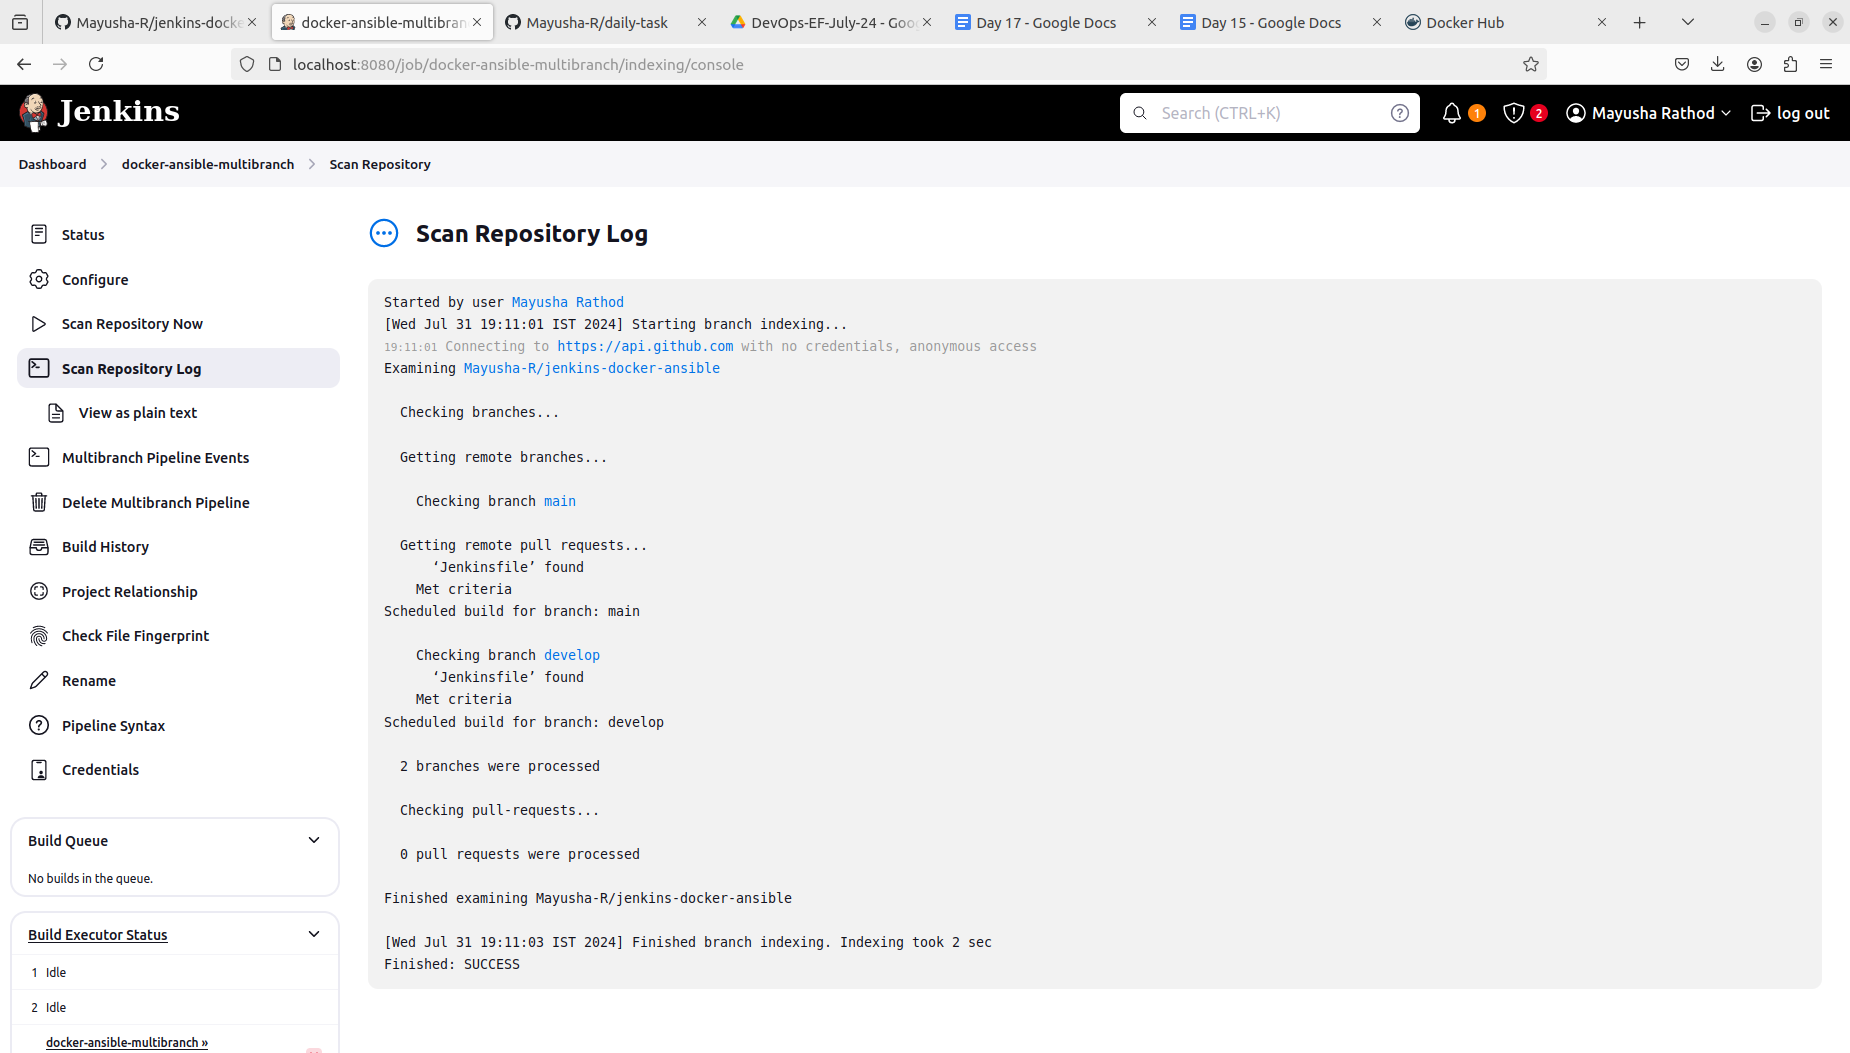 Mayusha-R/jenkins-docke
docker-ansible-multibran
Mayusha-R/daily-task
DevOps-EF-July-24 - Goo
Day 17 - Google Docs
Day 15 - Google Docs
Docker Hub
localhost:8080/job/docker-ansible-multibranch/indexing/console
Jenkins
Search (CTRL+K)
1
2
Mayusha Rathod
log out
Dashboard
docker-ansible-multibranch
Scan Repository
Status
Configure
Scan Repository Now
Scan Repository Log
View as plain text
Multibranch Pipeline Events
Delete Multibranch Pipeline
Build History
Project Relationship
Check File Fingerprint
Rename
Pipeline Syntax
Credentials
Build Queue
No builds in the queue.
Build Executor Status
1 Idle
2 Idle
docker-ansible-multibranch »
Scan Repository Log
Started by user Mayusha Rathod
[Wed Jul 31 19:11:01 IST 2024] Starting branch indexing...
19:11:01 Connecting to https://api.github.com with no credentials, anonymous access
Examining Mayusha-R/jenkins-docker-ansible
Checking branches...
Getting remote branches...
Checking branch main
Getting remote pull requests...
‘Jenkinsfile’ found
Met criteria
Scheduled build for branch: main
Checking branch develop
‘Jenkinsfile’ found
Met criteria
Scheduled build for branch: develop
2 branches were processed
Checking pull-requests...
0 pull requests were processed
Finished examining Mayusha-R/jenkins-docker-ansible
[Wed Jul 31 19:11:03 IST 2024] Finished branch indexing. Indexing took 2 sec
Finished: SUCCESS